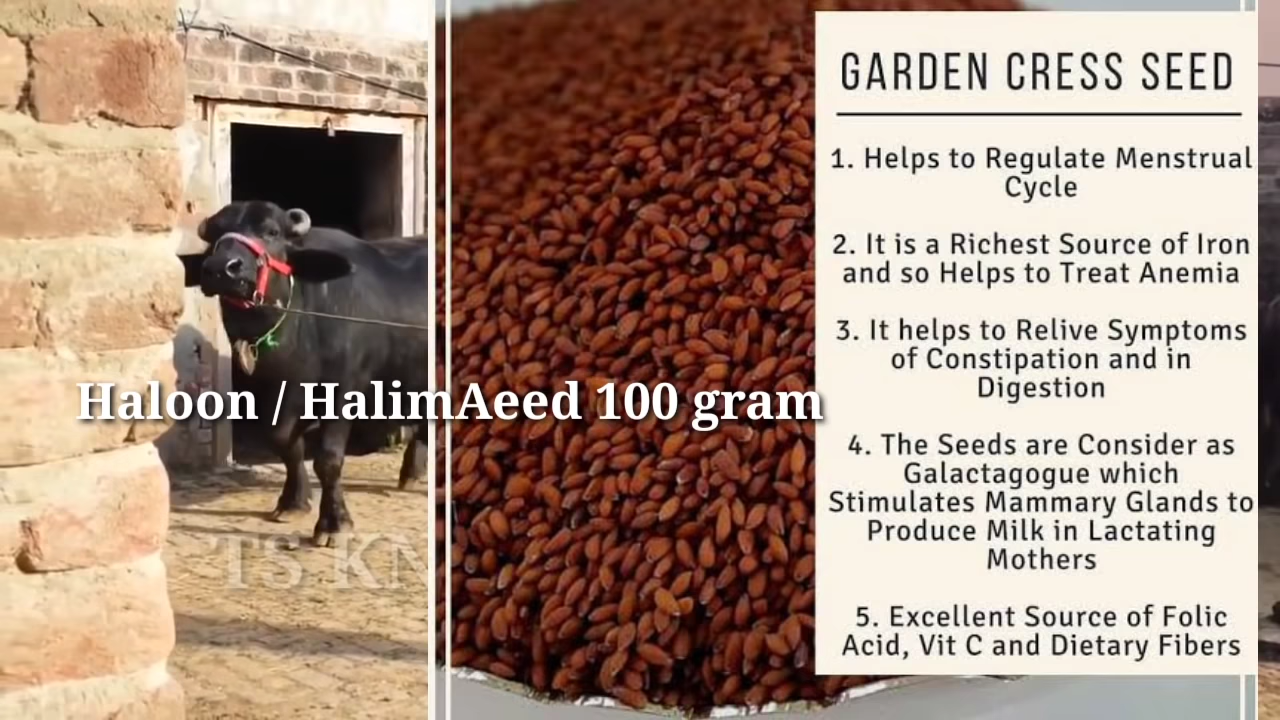 GARDEN CRESS SEED
1. Helps to Regulate Menstrual
Cycle
2. It is a Richest Source of Iron
and so Helps to Treat Anemia
3. It helps to Relive Symptoms
of Constipation and in
Digestion
Haloon / HalimAeed 100 gram
4. The Seeds are Consider as
Galactagogue which
Stimulates Mammary Glands to
Produce Milk in Lactating
Mothers
TS KN
5. Excellent Source of Folic
Acid, Vit C and Dietary Fibers